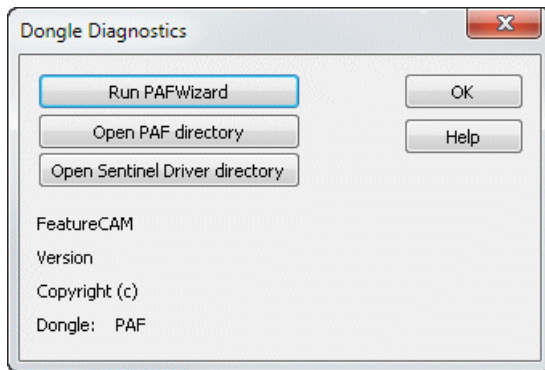 Dongle Diagnostics
Run PAFWizard
OK
Open PAF directory
Help
Open Sentinel Driver directory
FeatureCAM
Version
Copyright (c)
Dongle: PAF